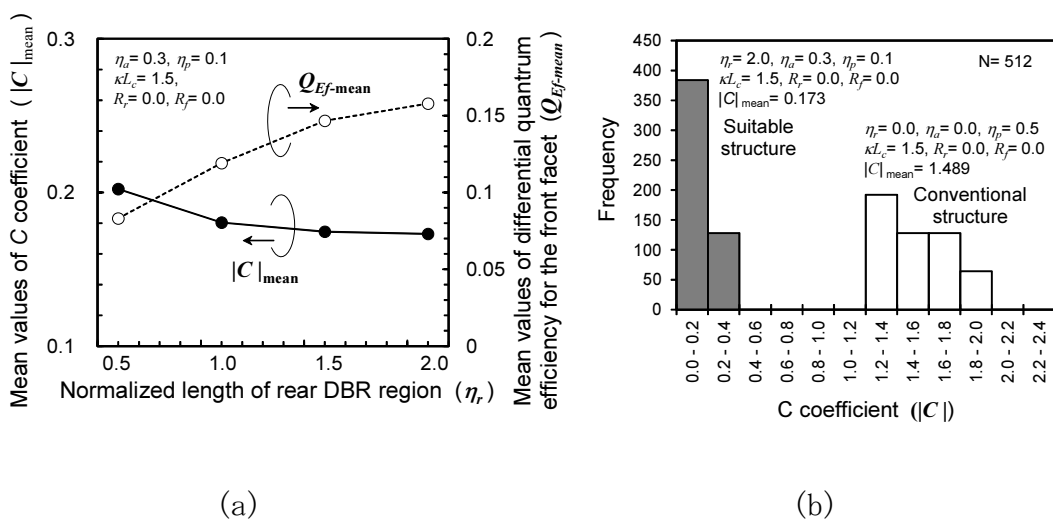 Mean values of C coefficient (|C|mean)
0.3
0.2
0.1
ηa= 0.3, ηp= 0.1
κLc= 1.5,
Rr= 0.0, Rf= 0.0
QEf-mean
|C|mean
0.2
0.15
0.1
0.05
0
Mean values of differential quantrum
efficiency for the front facet (QEf-mean)
0.5
1.0
1.5
2.0
Normalized length of rear DBR region (ηr)
(a)
Frequency
450
400
350
300
250
200
150
100
50
0
ηr= 2.0, ηa= 0.3, ηp= 0.1
κLc= 1.5, Rr= 0.0, Rf= 0.0
|C|mean= 0.173
Suitable
structure
N= 512
ηr= 0.0, ηa= 0.0, ηp= 0.5
κLc= 1.5, Rr= 0.0, Rf= 0.0
|C|mean= 1.489
Conventional
structure
0.0 - 0.2
0.2 - 0.4
0.4 - 0.6
0.6 - 0.8
0.8 - 1.0
1.0 - 1.2
1.2 - 1.4
1.4 - 1.6
1.6 - 1.8
1.8 - 2.0
2.0 - 2.2
2.2 - 2.4
C coefficient (|C|)
(b)